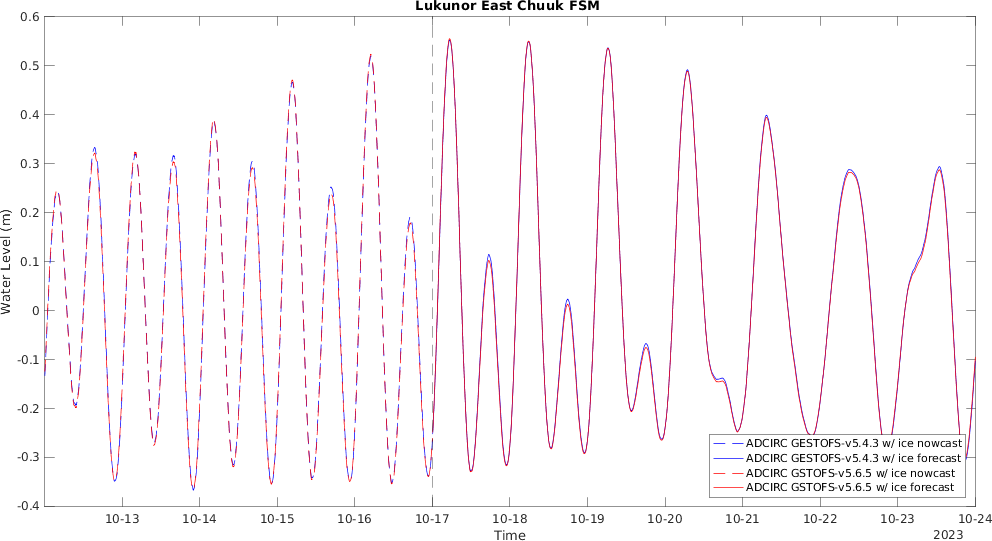 Lukunor East Chuuk FSM
0.6
0.5
0.4
0.3
0.2
0.1
0
-0.1
-0.2
-0.3
-0.4
Water Level (m)
ADCIRC GESTOFS-v5.4.3 w/ ice nowcast
ADCIRC GESTOFS-v5.4.3 w/ ice forecast
ADCIRC GSTOFS-v5.6.5 w/ ice nowcast
ADCIRC GSTOFS-v5.6.5 w/ ice forecast
10-13 10-14 10-15 10-16 10-17 10-18 10-19 10-20 10-21 10-22 10-23 10-24
Time
2023